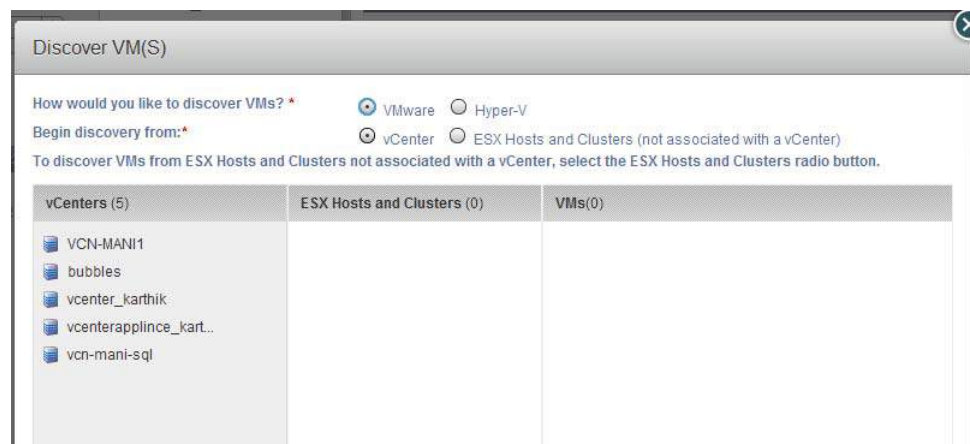 Discover VM(S)
How would you like to discover VMs? * VMware Hyper-V
Begin discovery from:* vCenter ESX Hosts and Clusters (not associated with a vCenter)
To discover VMs from ESX Hosts and Clusters not associated with a vCenter, select the ESX Hosts and Clusters radio button.
vCenters (5) ESX Hosts and Clusters (0) VMs(0)
VCN-MANI1
bubbles
vcenter_karthik
vcenterapplince_kart...
vcn-mani-sql